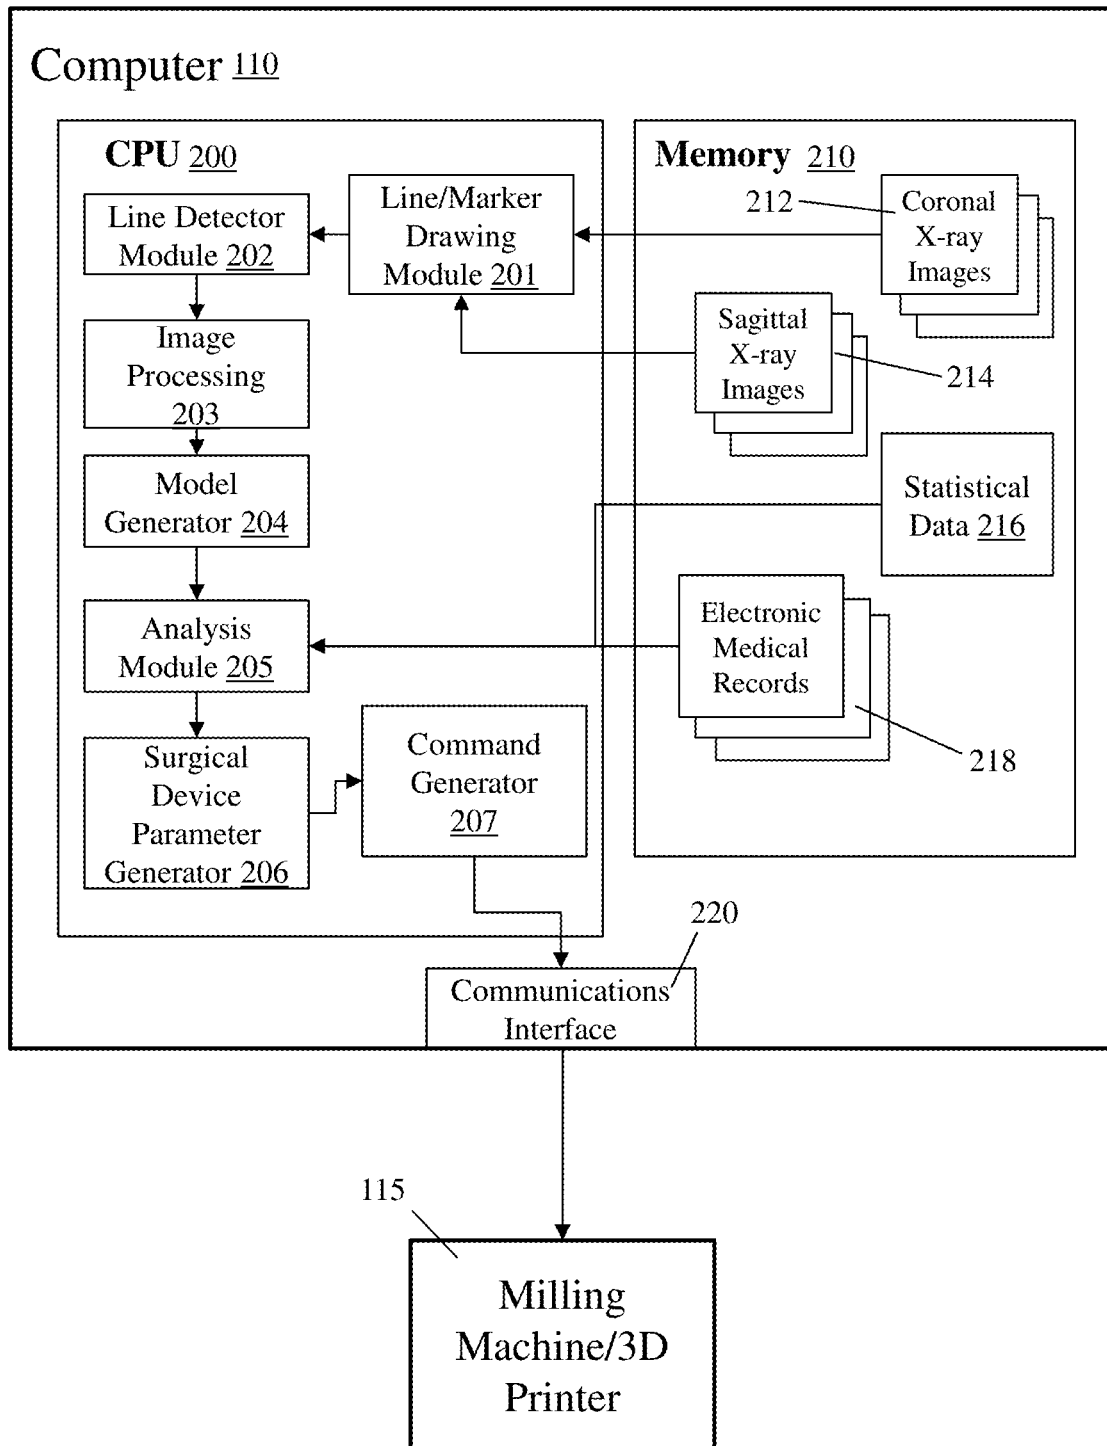 Computer 110
CPU 200
Line Detector
Module 202
Line/Marker
Drawing
Module 201
Image
Processing
203
Model
Generator 204
Analysis
Module 205
Surgical
Device
Parameter
Generator 206
Command
Generator
207
Memory 210
212
Coronal
X-ray
Images
Sagittal
X-ray
Images
214
Statistical
Data 216
Electronic
Medical
Records
218
220
Communications
Interface
115
Milling
Machine/3D
Printer